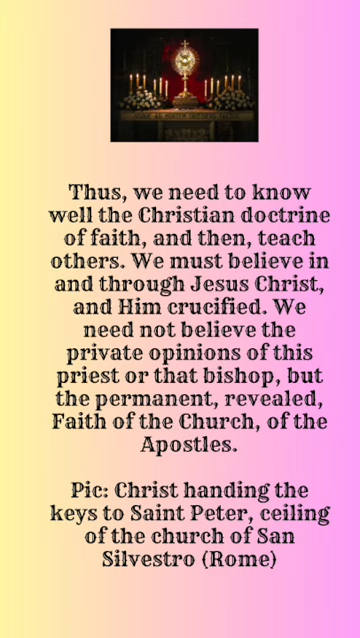 Thus, we need to know
well the Christian doctrine
of faith, and then, teach
others. We must believe in
and through Jesus Christ,
and Him crucified. We
need not believe the
private opinions of this
priest or that bishop, but
the permanent, revealed,
Faith of the Church, of the
Apostles.
Pic: Christ handing the
keys to Saint Peter, ceiling
of the church of San
Silvestro (Rome)